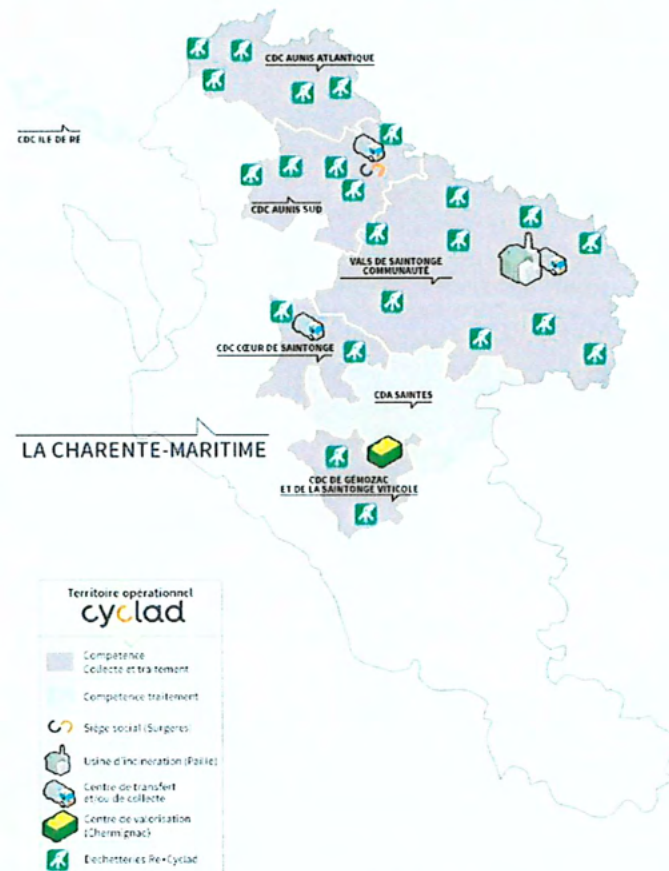 CDC AUNIS ATLANTIQUE
CDC ILE DE RÉ
CDC AUNIS SUD
VALS DE SAINTONGE
COMMUNAUTÉ
CDC CŒUR DE SAINTONGE
CDA SAINTES
LA CHARENTE-MARITIME
CDC DE GÉMOZAC
ET DE LA SAINTONGE VITICOLE
Territoire opérationnel
cyclad
Compétence
Collecte et traitement
Compétence traitement
Siège social (Surgères)
Usine d'incinération (Paillé)
Centre de transfert
et/ou de collecte
Centre de valorisation
(Chermignac)
Déchetteries Re•Cyclad